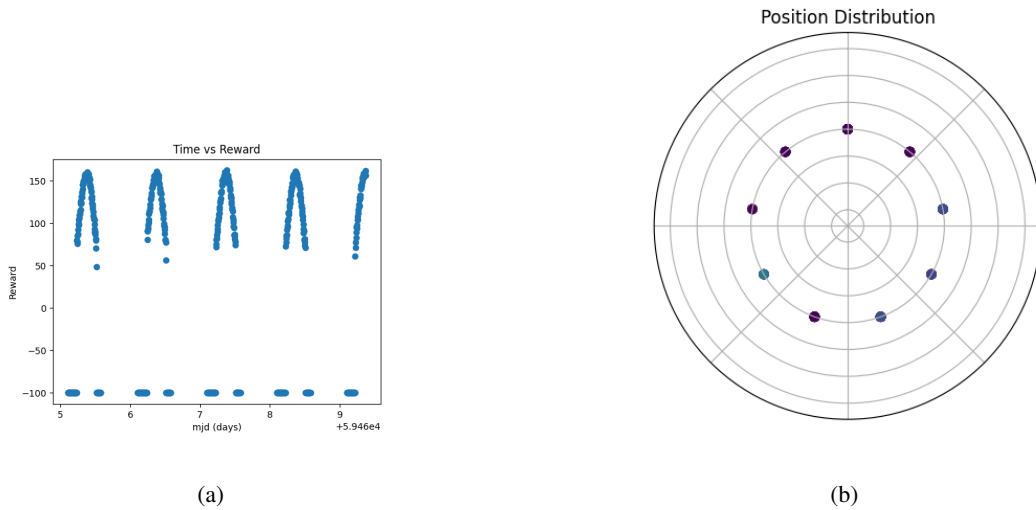 Position Distribution
Time vs Reward
150
100
50
0
−50
−100
Reward
5 6 7 8 9
+5.946e4
mjd (days)
(a) (b)